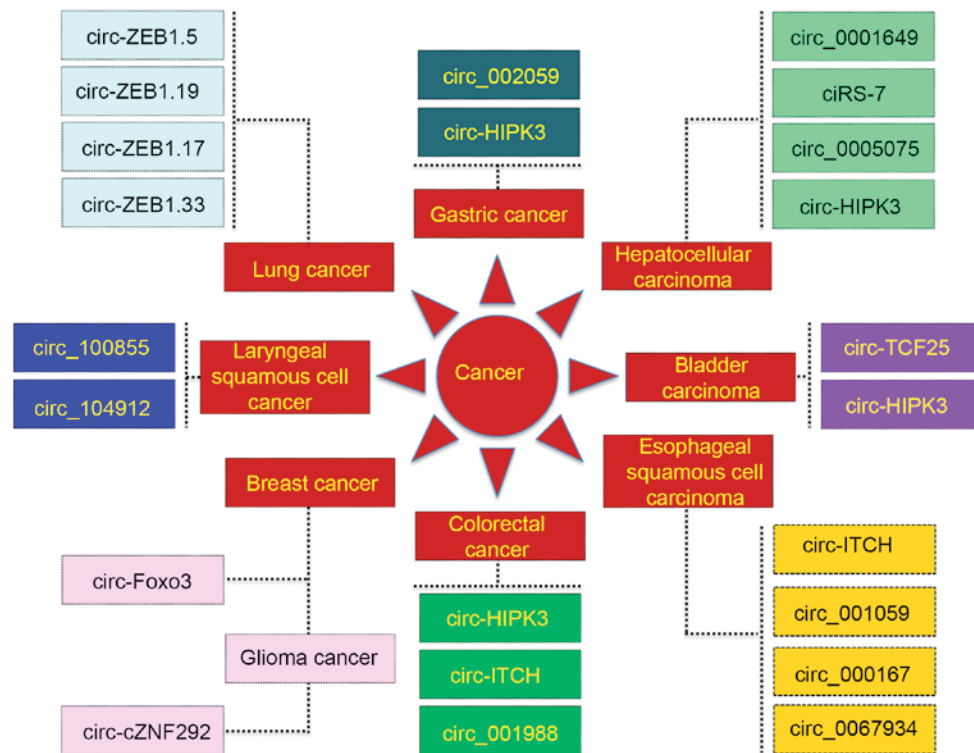 circ-ZEB1.5
circ-ZEB1.19
circ-ZEB1.17
circ-ZEB1.33
Lung cancer
circ_002059
circ-HIPK3
Gastric cancer
circ_0001649
ciRS-7
circ_0005075
circ-HIPK3
Hepatocellular
carcinoma
circ_100855
circ_104912
Laryngeal
squamous cell
cancer
Cancer
Bladder
carcinoma
circ-TCF25
circ-HIPK3
Breast cancer
circ-Foxo3
Glioma cancer
circ-cZNF292
Colorectal
cancer
circ-HIPK3
circ-ITCH
circ_001988
Esophageal
squamous cell
carcinoma
circ-ITCH
circ_001059
circ_000167
circ_0067934